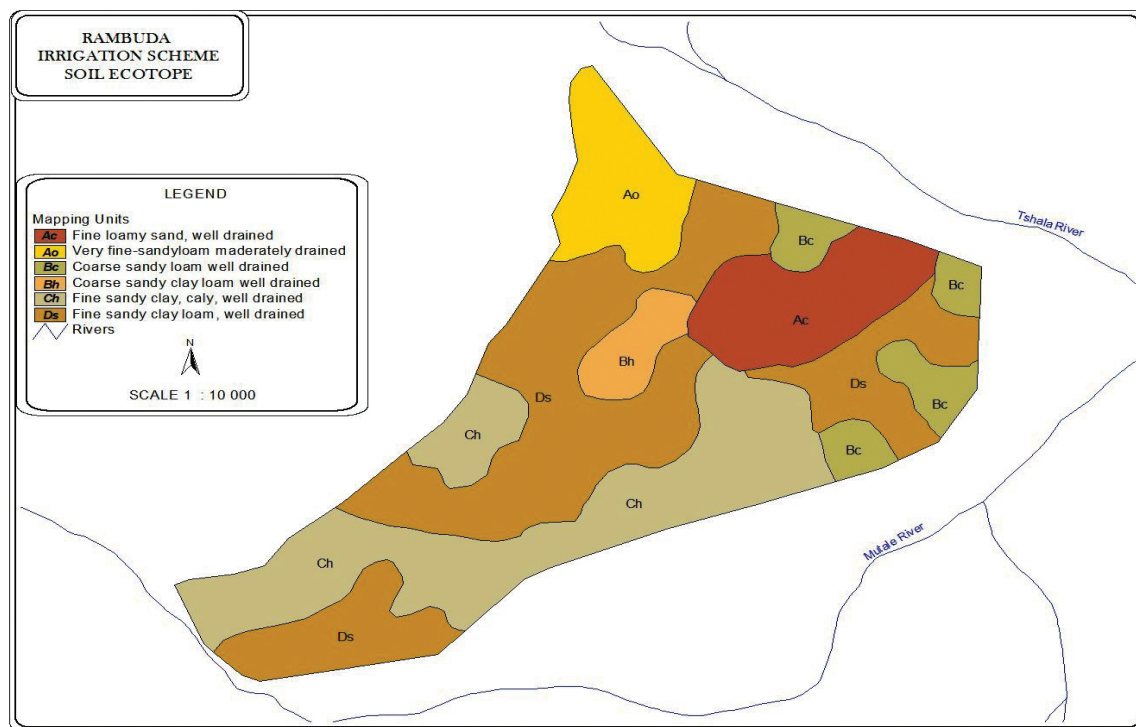 RAMBUDA
IRRIGATION SCHEME
SOIL ECOTOPE
LEGEND
Mapping Units
Ac Fine loamy sand, well drained
Ao Very fine-sandyloam maderately drained
Bc Coarse sandy loam well drained
Bh Coarse sandy clay loam well drained
Ch Fine sandy clay, caly, well drained
Ds Fine sandy clay loam, well drained
Rivers
N
SCALE 1 : 10 000
Ao
Bc
Tshala River
Bc
Ac
Bh
Ds
Ds
Bc
Ch
Bc
Ch
Mutale River
Ch
Ds